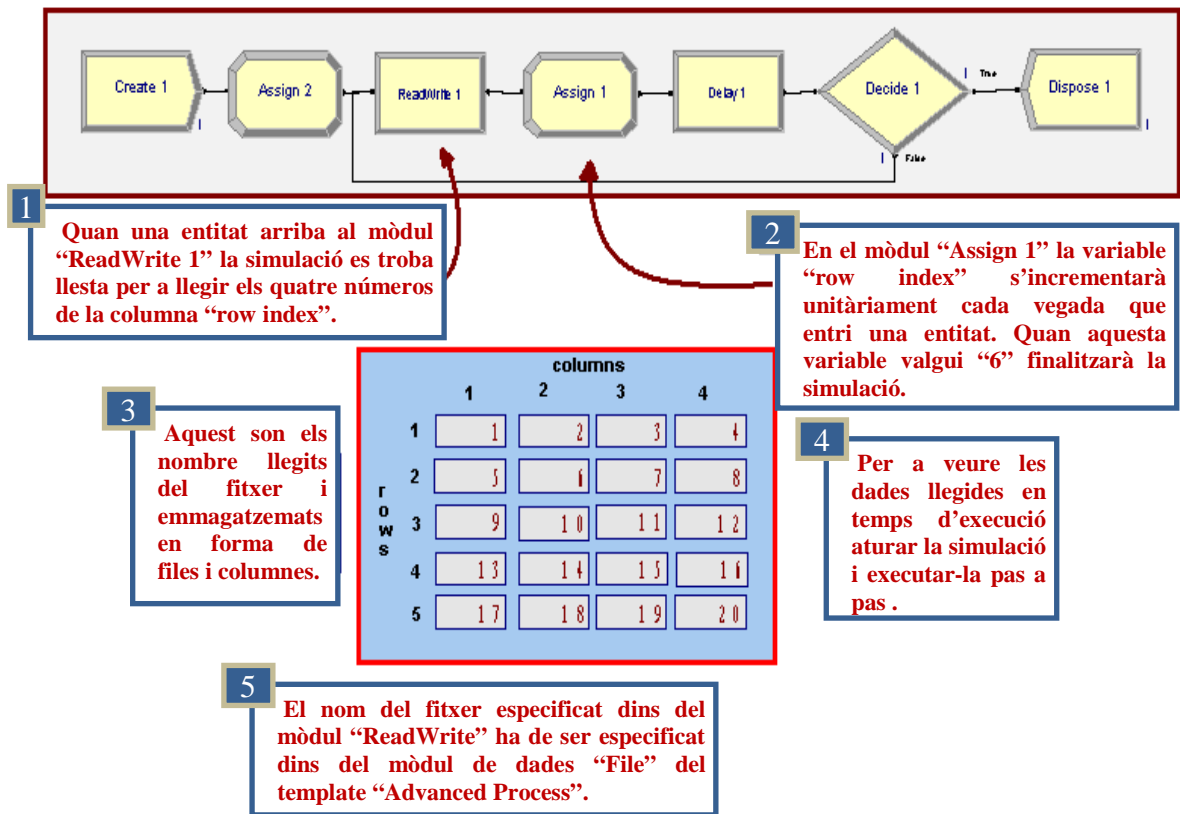 Create 1
Assign 2
ReadWrite 1
Assign 1
Delay 1
Decide 1
True
False
Dispose 1
1
Quan una entitat arriba al mòdul
“ReadWrite 1” la simulació es troba
llesta per a llegir els quatre números
de la columna “row index”.
2
En el mòdul “Assign 1” la variable
“row index” s’incrementarà
unitàriament cada vegada que
entri una entitat. Quan aquesta
variable valgui “6” finalitzarà la
simulació.
3
Aquest son els
nombre llegits
del fitxer i
emmagatzemats
en forma de
files i columnes.
columns
1 2 3 4
rows
1 1 2 3 4
2 5 6 7 8
3 9 10 11 12
4 13 14 15 16
5 17 18 19 20
4
Per a veure les
dades llegides en
temps d’execució
aturar la simulació
i executar-la pas a
pas .
5
El nom del fitxer especificat dins del
mòdul “ReadWrite” ha de ser especificat
dins del mòdul de dades “File” del
template “Advanced Process”.